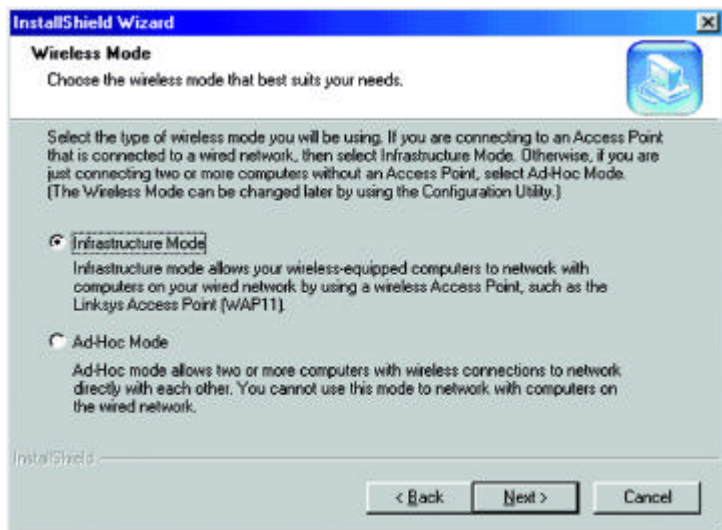 InstallShield Wizard
Wireless Mode
Choose the wireless mode that best suits your needs.
Select the type of wireless mode you will be using. If you are connecting to an Access Point
that is connected to a wired network, then select Infrastructure Mode. Otherwise, if you are
just connecting two or more computers without an Access Point, select Ad-Hoc Mode.
(The Wireless Mode can be changed later by using the Configuration Utility.)
Infrastructure Mode
Infrastructure mode allows your wireless-equipped computers to network with
computers on your wired network by using a wireless Access Point, such as the
Linksys Access Point (WAP11).
Ad-Hoc Mode
Ad-Hoc mode allows two or more computers with wireless connections to network
directly with each other. You cannot use this mode to network with computers on
the wired network.
InstallShield
< Back
Next >
Cancel